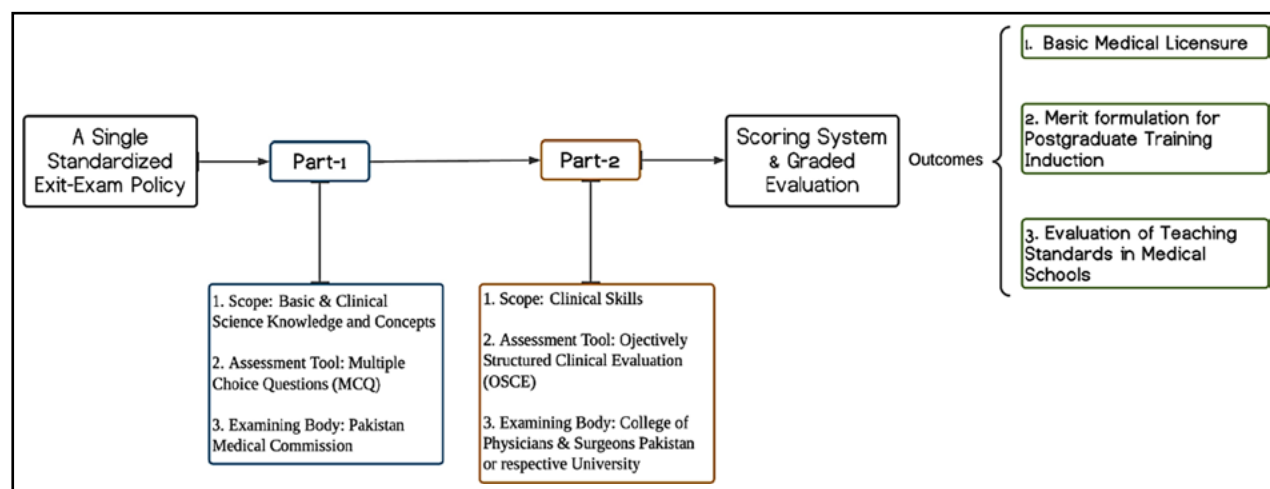 A Single
Standardized
Exit-Exam Policy
Part-1
Part-2
Scoring System
& Graded
Evaluation
Outcomes
1. Basic Medical Licensure
2. Merit formulation for
Postgraduate Training
Induction
3. Evaluation of Teaching
Standards in Medical
Schools
1. Scope: Basic & Clinical
Science Knowledge and Concepts
2. Assessment Tool: Multiple
Choice Questions (MCQ)
3. Examining Body: Pakistan
Medical Commission
1. Scope: Clinical Skills
2. Assessment Tool: Ojectively
Structured Clinical Evaluation
(OSCE)
3. Examining Body: College of
Physicians & Surgeons Pakistan
or respective University